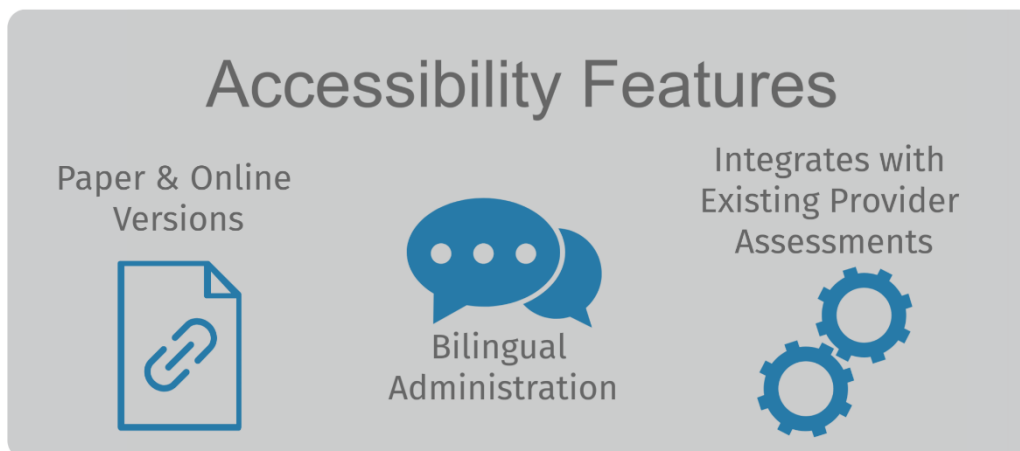 Accessibility Features
Paper & Online
Versions
Bilingual
Administration
Integrates with
Existing Provider
Assessments